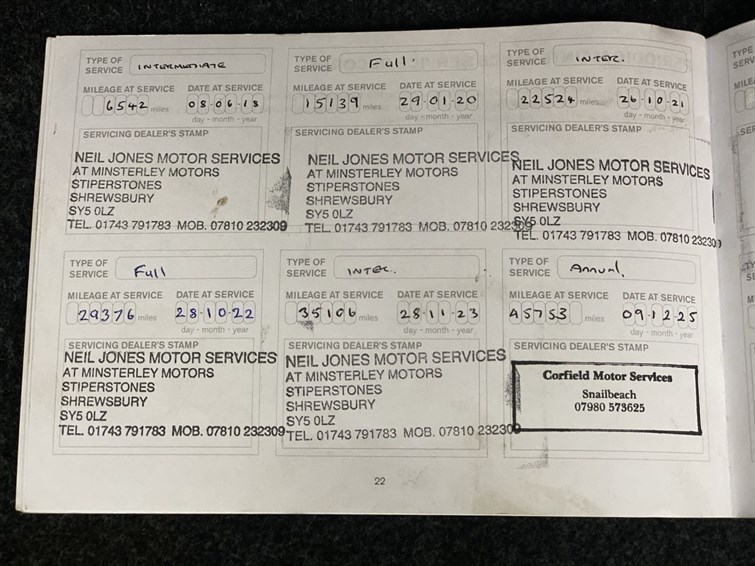 TYPE OF SERVICE INTERMEDIATE
MILEAGE AT SERVICE DATE AT SERVICE
6542 miles 08·06·18
day - month - year
SERVICING DEALER'S STAMP
NEIL JONES MOTOR SERVICES
AT MINSTERLEY MOTORS
STIPERSTONES
SHREWSBURY
SY5 0LZ
TEL. 01743 791783 MOB. 07810 232309
TYPE OF SERVICE Full.
MILEAGE AT SERVICE DATE AT SERVICE
15139 miles 29·01·20
day - month - year
SERVICING DEALER'S STAMP
NEIL JONES MOTOR SERVICES
AT MINSTERLEY MOTORS
STIPERSTONES
SHREWSBURY
SY5 0LZ
TEL. 01743 791783 MOB. 07810 232309
TYPE OF SERVICE INTER.
MILEAGE AT SERVICE DATE AT SERVICE
22524 miles 26·10·21
day - month - year
SERVICING DEALER'S STAMP
NEIL JONES MOTOR SERVICES
AT MINSTERLEY MOTORS
STIPERSTONES
SHREWSBURY
SY5 0LZ
TEL. 01743 791783 MOB. 07810 232309
TYPE OF SERVICE Full
MILEAGE AT SERVICE DATE AT SERVICE
29376 miles 28·10·22
day - month - year
SERVICING DEALER'S STAMP
NEIL JONES MOTOR SERVICES
AT MINSTERLEY MOTORS
STIPERSTONES
SHREWSBURY
SY5 0LZ
TEL. 01743 791783 MOB. 07810 232309
TYPE OF SERVICE INTER.
MILEAGE AT SERVICE DATE AT SERVICE
35106 miles 28·11·23
day - month - year
SERVICING DEALER'S STAMP
NEIL JONES MOTOR SERVICES
AT MINSTERLEY MOTORS
STIPERSTONES
SHREWSBURY
SY5 0LZ
TEL. 01743 791783 MOB. 07810 232309
TYPE OF SERVICE Annual.
MILEAGE AT SERVICE DATE AT SERVICE
45753 miles 09·12·25
day - month - year
SERVICING DEALER'S STAMP
Corfield Motor Services
Snailbeach
07980 573625
22